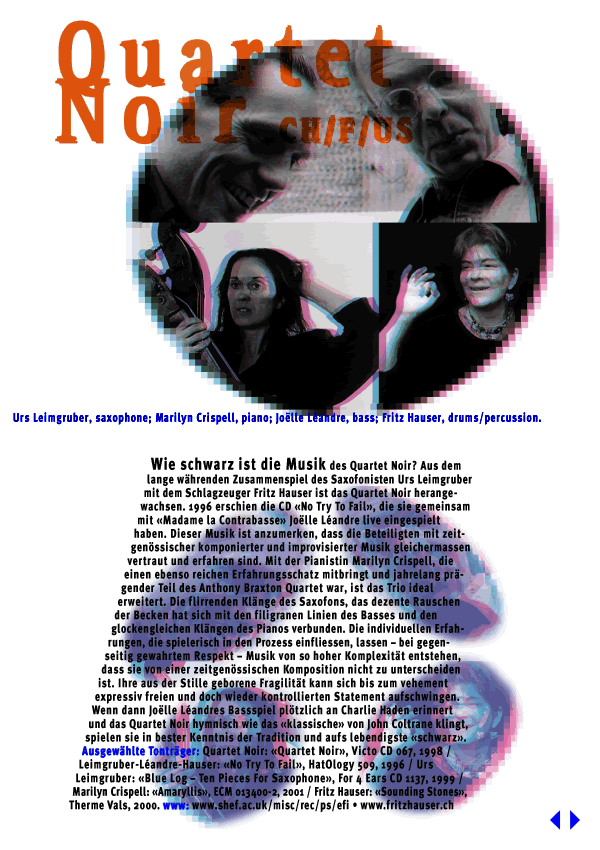 Quartet
Noir CH/F/US
Urs Leimgruber, saxophone; Marilyn Crispell, piano; Joëlle Léandre, bass; Fritz Hauser, drums/percussion.
Wie schwarz ist die Musik des Quartet Noir? Aus dem
lange währenden Zusammenspiel des Saxofonisten Urs Leimgruber
mit dem Schlagzeuger Fritz Hauser ist das Quartet Noir herange-
wachsen. 1996 erschien die CD «No Try To Fail», die sie gemeinsam
mit «Madame la Contrabasse» Joëlle Léandre live eingespielt
haben. Dieser Musik ist anzumerken, dass die Beteiligten mit zeit-
genössischer komponierter und improvisierter Musik gleichermassen
vertraut und erfahren sind. Mit der Pianistin Marilyn Crispell, die
einen ebenso reichen Erfahrungsschatz mitbringt und jahrelang prä-
gender Teil des Anthony Braxton Quartet war, ist das Trio ideal
erweitert. Die flirrenden Klänge des Saxofons, das dezente Rauschen
der Becken hat sich mit den filigranen Linien des Basses und den
glockengleichen Klängen des Pianos verbunden. Die individuellen Erfah-
rungen, die spielerisch in den Prozess einfliessen, lassen – bei gegen-
seitig gewahrtem Respekt – Musik von so hoher Komplexität entstehen,
dass sie von einer zeitgenössischen Komposition nicht zu unterscheiden
ist. Ihre aus der Stille geborene Fragilität kann sich bis zum vehement
expressiv freien und doch wieder kontrollierten Statement aufschwingen.
Wenn dann Joëlle Léandres Bassspiel plötzlich an Charlie Haden erinnert
und das Quartet Noir hymnisch wie das «klassische» von John Coltrane klingt,
spielen sie in bester Kenntnis der Tradition und aufs lebendigste «schwarz».
Ausgewählte Tonträger: Quartet Noir: «Quartet Noir», Victo CD 067, 1998 /
Leimgruber-Léandre-Hauser: «No Try To Fail», HatOlogy 509, 1996 / Urs
Leimgruber: «Blue Log – Ten Pieces For Saxophone», For 4 Ears CD 1137, 1999 /
Marilyn Crispell: «Amaryllis», ECM 013400-2, 2001 / Fritz Hauser: «Sounding Stones»,
Therme Vals, 2000. www: www.shef.ac.uk/misc/rec/ps/efi • www.fritzhauser.ch